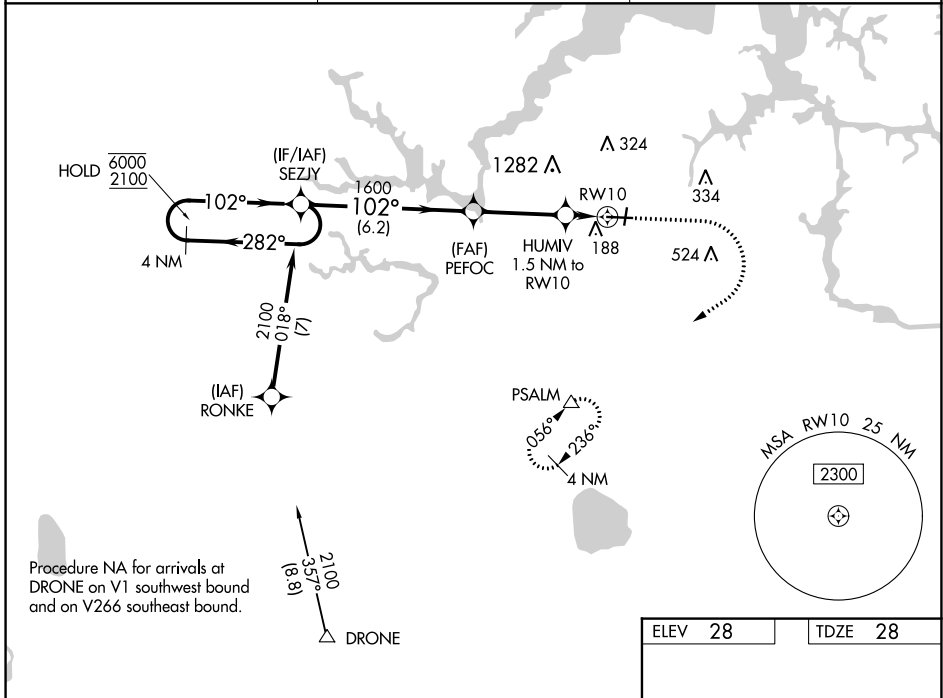 HOLD 6000
2100
102°
282°
4 NM
(IF/IAF)
SEZJY
1600
102°
(6.2)
(FAF)
PEFOC
HUMIV
1.5 NM to
RW10
RW10
1282
324
334
188
524
2100
018°
(7)
(IAF)
RONKE
PSALM
056°
236°
4 NM
MSA RW10 25 NM
2300
Procedure NA for arrivals at
DRONE on V1 southwest bound
and on V266 southeast bound.
2100
357°
(8.8)
DRONE
ELEV 28
TDZE 28